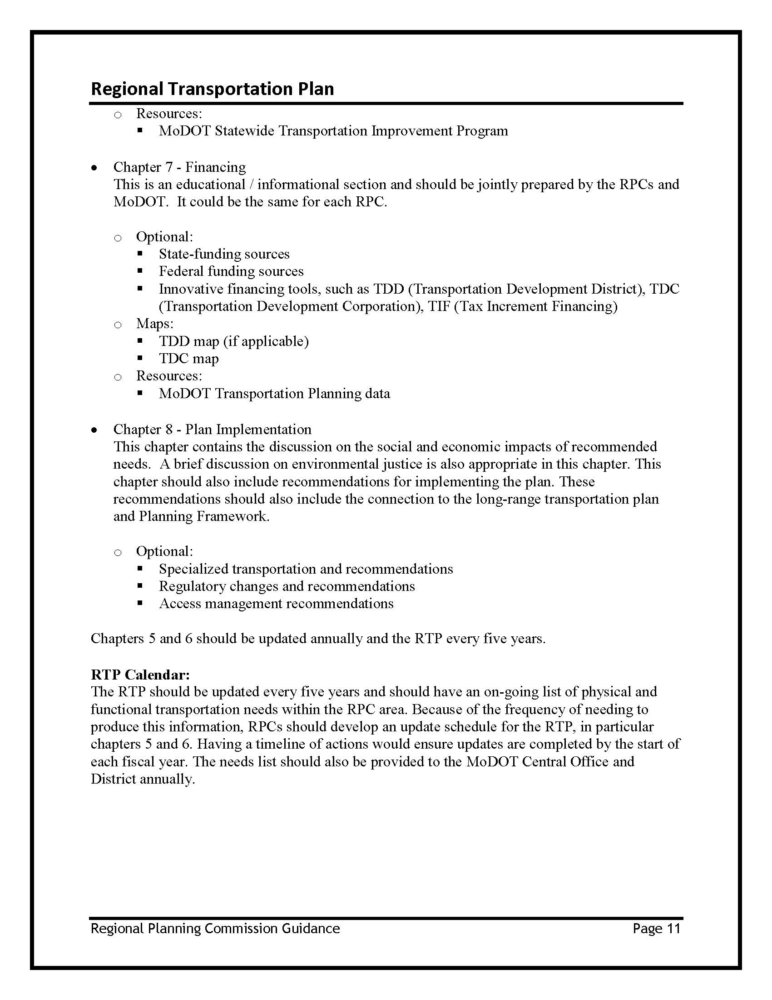 Regional Transportation Plan
o Resources:
▪ MoDOT Statewide Transportation Improvement Program
• Chapter 7 - Financing
This is an educational / informational section and should be jointly prepared by the RPCs and
MoDOT.  It could be the same for each RPC.
o Optional:
▪ State-funding sources
▪ Federal funding sources
▪ Innovative financing tools, such as TDD (Transportation Development District), TDC
(Transportation Development Corporation), TIF (Tax Increment Financing)
o Maps:
▪ TDD map (if applicable)
▪ TDC map
o Resources:
▪ MoDOT Transportation Planning data
• Chapter 8 - Plan Implementation
This chapter contains the discussion on the social and economic impacts of recommended
needs.  A brief discussion on environmental justice is also appropriate in this chapter. This
chapter should also include recommendations for implementing the plan. These
recommendations should also include the connection to the long-range transportation plan
and Planning Framework.
o Optional:
▪ Specialized transportation and recommendations
▪ Regulatory changes and recommendations
▪ Access management recommendations
Chapters 5 and 6 should be updated annually and the RTP every five years.
RTP Calendar:
The RTP should be updated every five years and should have an on-going list of physical and
functional transportation needs within the RPC area. Because of the frequency of needing to
produce this information, RPCs should develop an update schedule for the RTP, in particular
chapters 5 and 6. Having a timeline of actions would ensure updates are completed by the start of
each fiscal year. The needs list should also be provided to the MoDOT Central Office and
District annually.
Regional Planning Commission Guidance Page 11